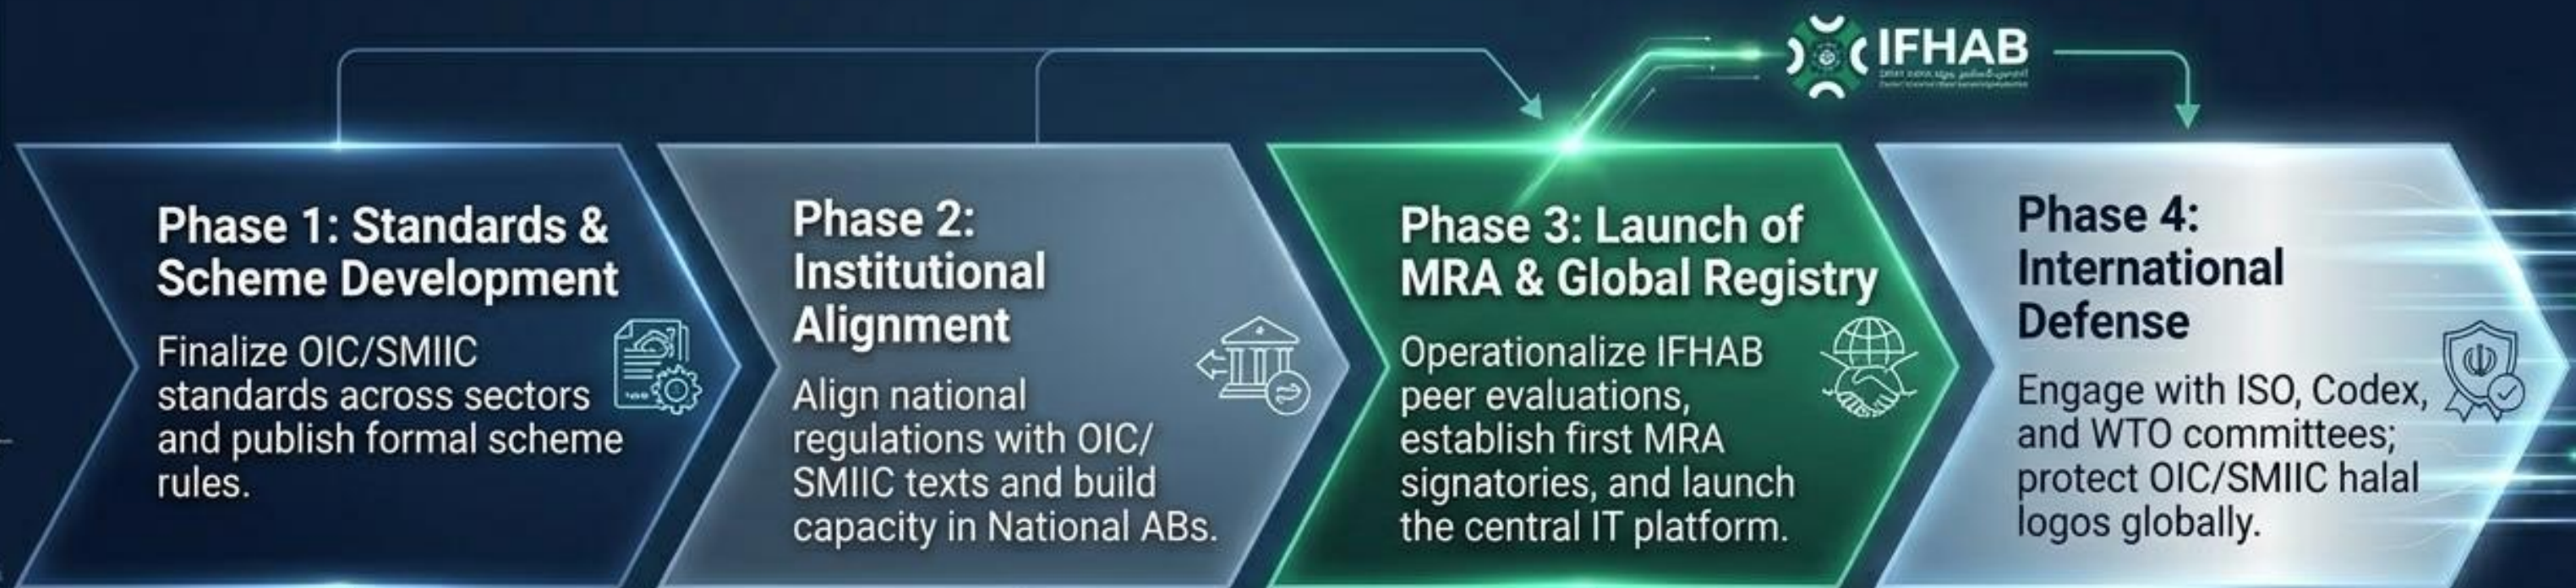 IFHAB
Phase 1: Standards &
Scheme Development
Finalize OIC/SMIIC
standards across sectors
and publish formal scheme
rules.
Phase 2:
Institutional
Alignment
Align national
regulations with OIC/
SMIIC texts and build
capacity in National ABs.
Phase 3: Launch of
MRA & Global Registry
Operationalize IFHAB
peer evaluations,
establish first MRA
signatories, and launch
the central IT platform.
Phase 4:
International
Defense
Engage with ISO, Codex,
and WTO committees;
protect OIC/SMIIC halal
logos globally.